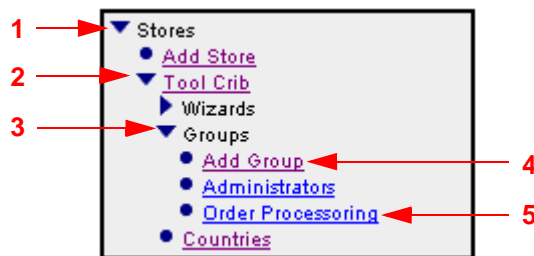 1 Stores
Add Store
2 Tool Crib
Wizards
3 Groups
Add Group 4
Administrators
Order Processoring 5
Countries